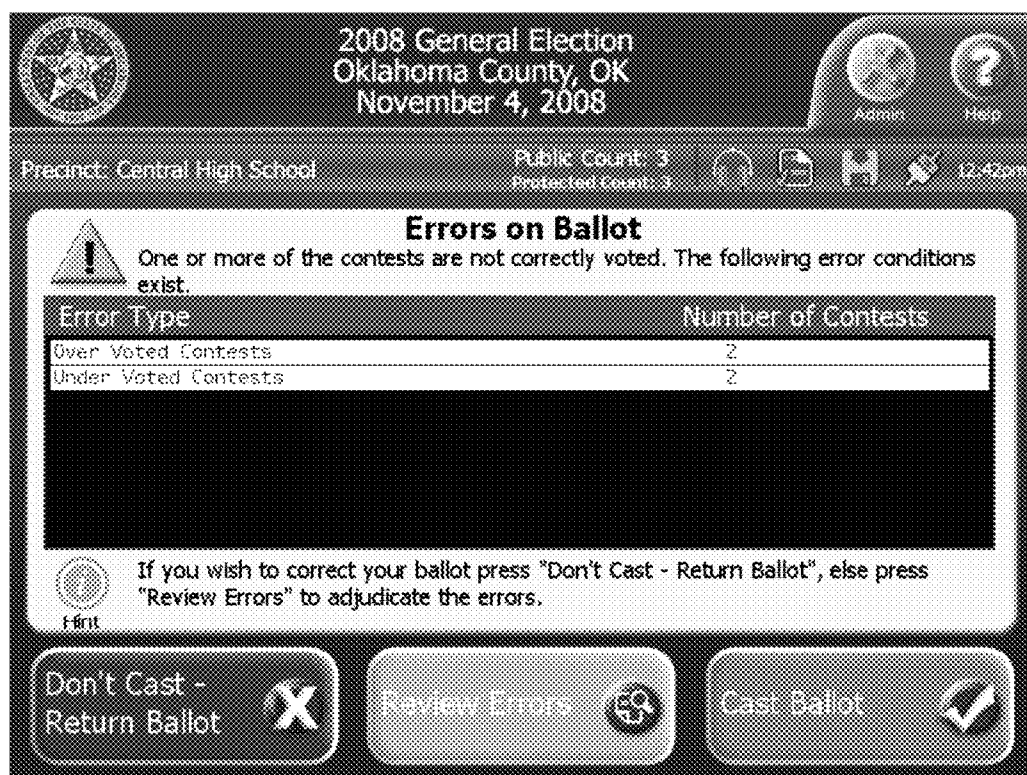 2008 General Election
Oklahoma County, OK
November 4, 2008
Admin
Help
Precinct: Central High School
Public Count: 3
Protected Count: 3
12:42pm
Errors on Ballot
One or more of the contests are not correctly voted. The following error conditions
exist.
Error Type Number of Contests
Over Voted Contests 2
Under Voted Contests 2
If you wish to correct your ballot press "Don't Cast - Return Ballot", else press
"Review Errors" to adjudicate the errors.
Hint
Don't Cast -
Return Ballot
Review Errors
Cast Ballot